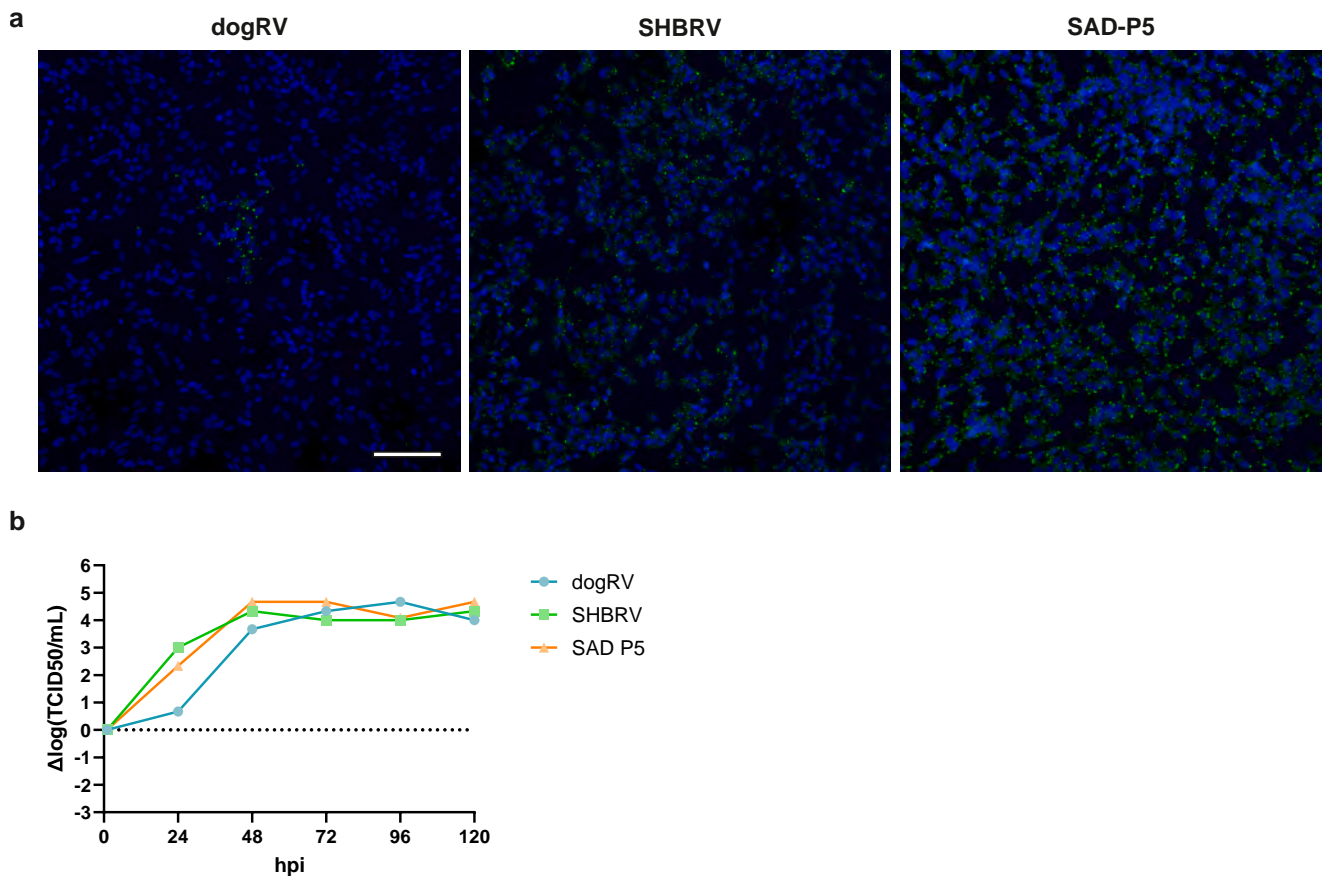 a
dogRV
SHBRV
SAD-P5
b
Δlog(TCID50/mL)
6
5
4
3
2
1
0
-1
-2
-3
0
24
48
72
96
120
hpi
dogRV
SHBRV
SAD P5